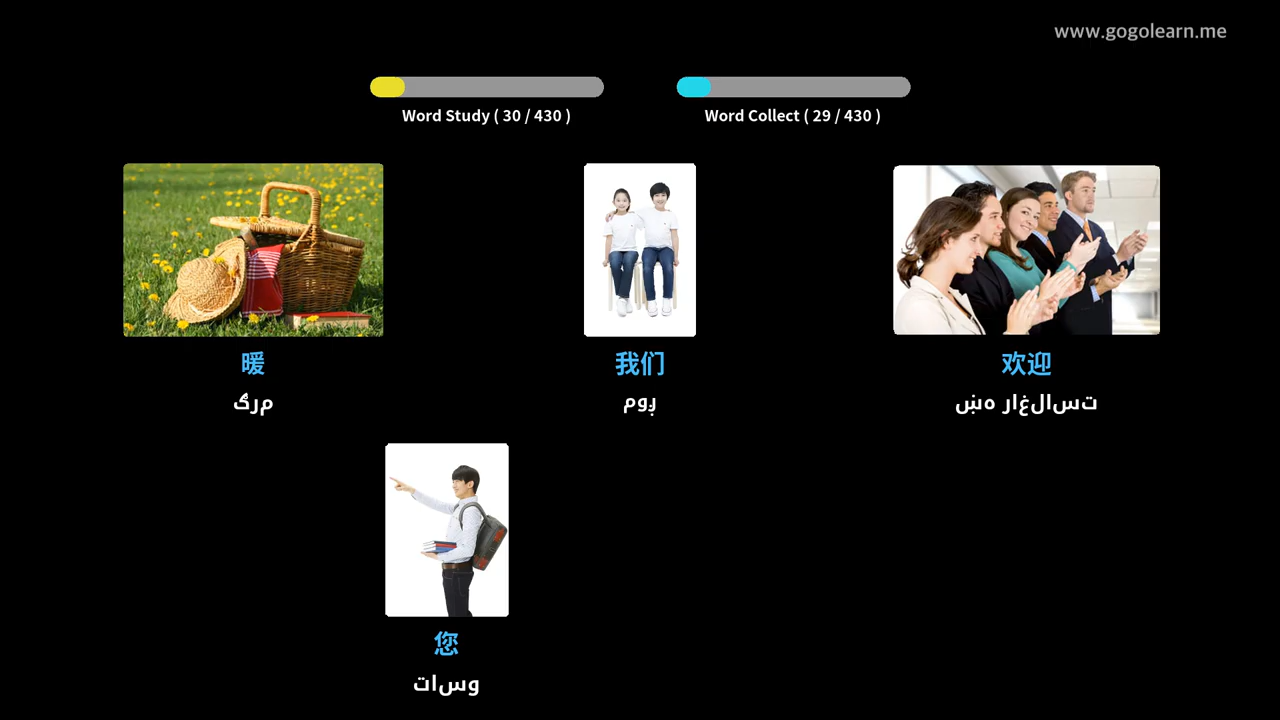 www.gogolearn.me
Word Study ( 30 / 430 )
Word Collect ( 29 / 430 )
暖
我们
欢迎
گرم
موږ
ښه راغلاست
您
تاسو